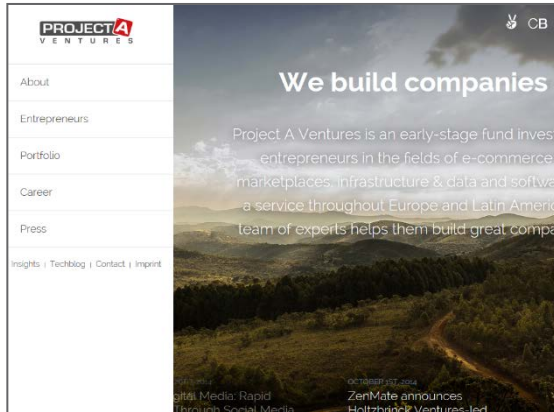 PROJECT A
VENTURES
About
Entrepreneurs
Portfolio
Career
Press
Insights | Techblog | Contact | Imprint
CB
We build companies
Project A Ventures is an early-stage fund inves
entrepreneurs in the fields of e-commerce
marketplaces, infrastructure & data and softwa
a service throughout Europe and Latin Americ
team of experts helps them build great compa
2014
gital Media: Rapid
Through Social Media
OCTOBER 1ST, 2014
ZenMate announces
Holtzbrinck Ventures-led